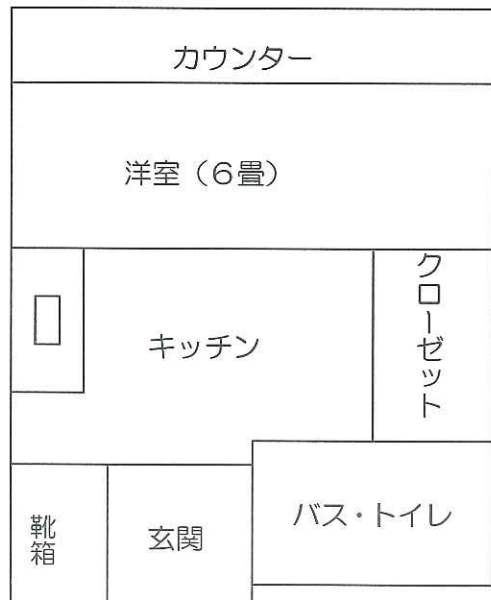 カウンター
洋室（6畳）
クローゼット
キッチン
靴箱
玄関
バス・トイレ